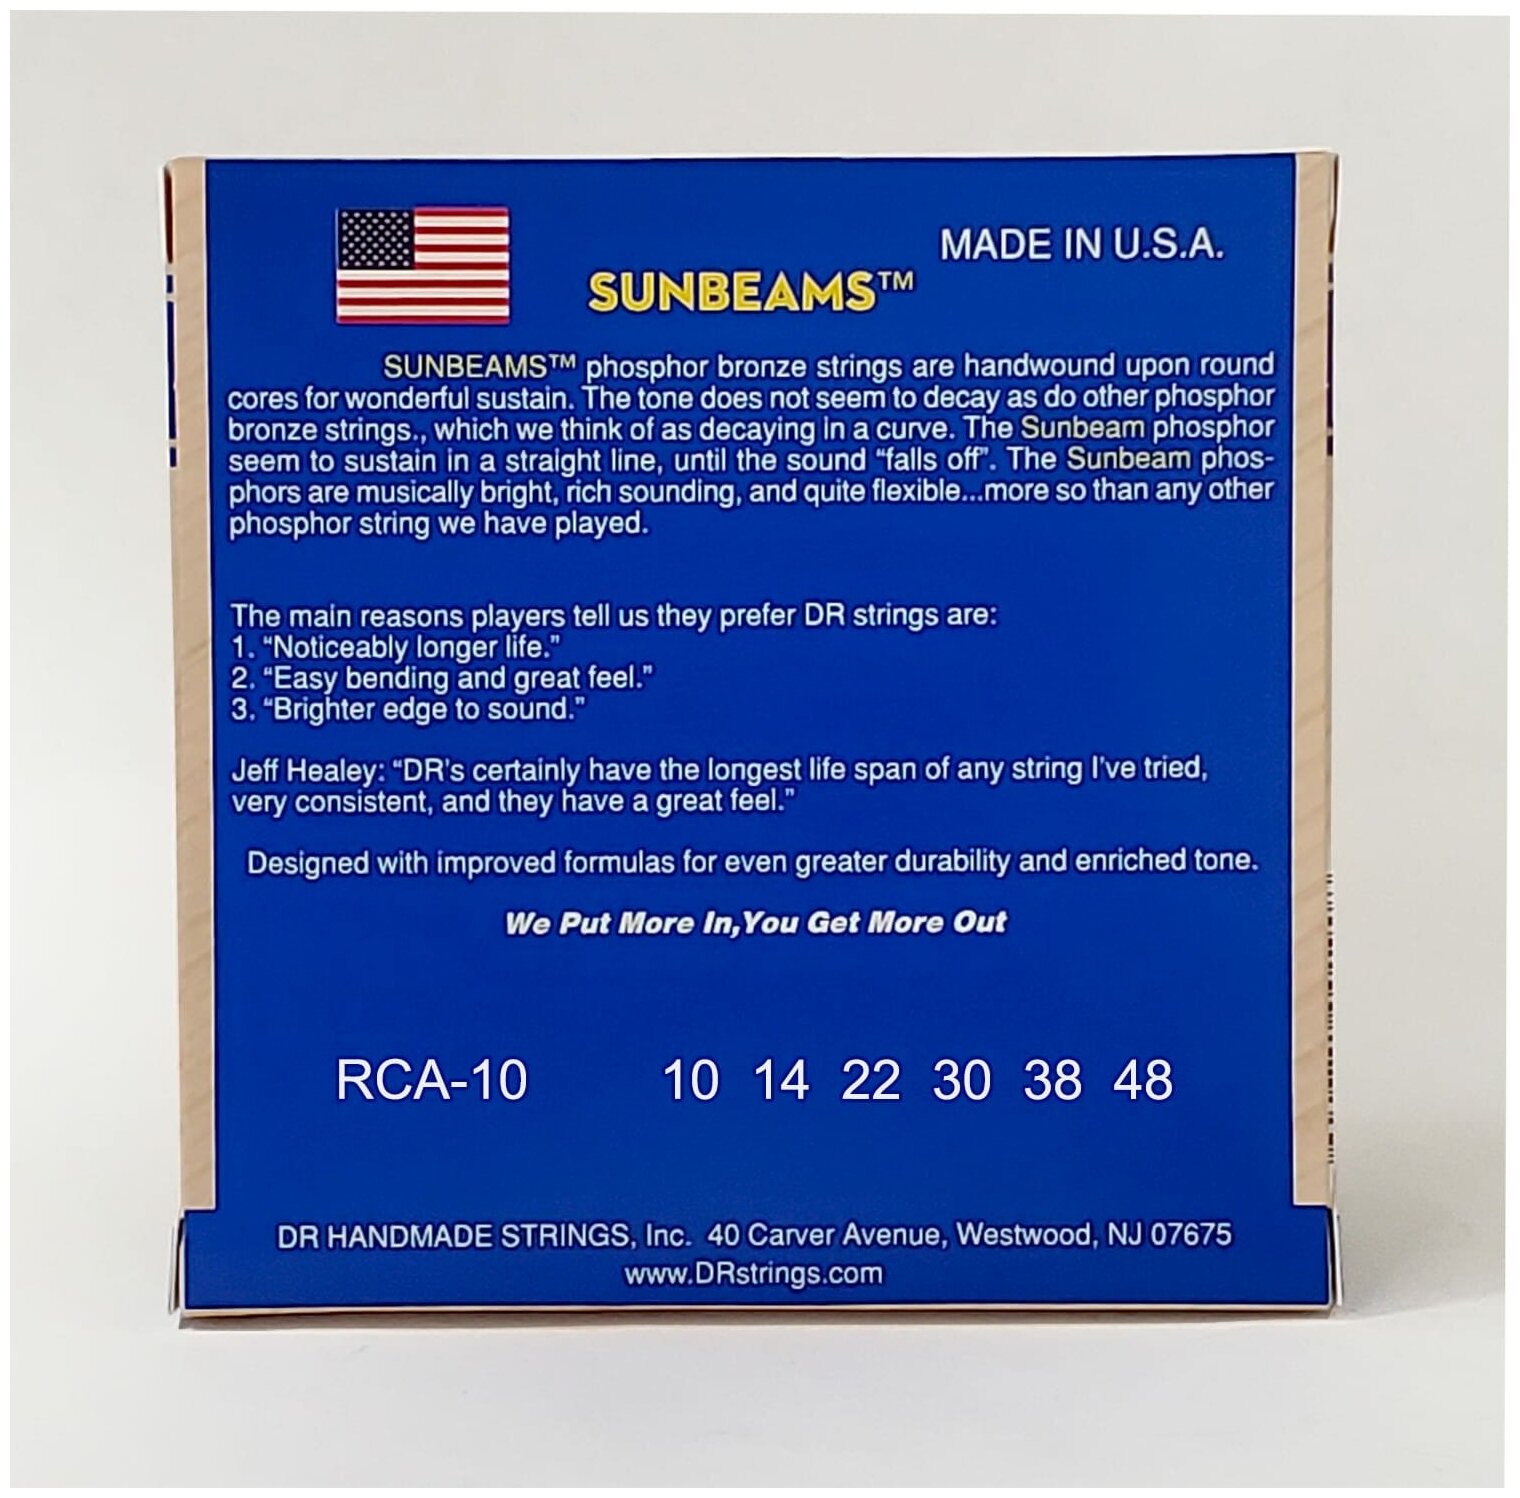 MADE IN U.S.A.
SUNBEAMS™
SUNBEAMS™ phosphor bronze strings are handwound upon round
cores for wonderful sustain. The tone does not seem to decay as do other phosphor
bronze strings., which we think of as decaying in a curve. The Sunbeam phosphor
seem to sustain in a straight line, until the sound “falls off”. The Sunbeam phos-
phors are musically bright, rich sounding, and quite flexible...more so than any other
phosphor string we have played.
The main reasons players tell us they prefer DR strings are:
1. “Noticeably longer life.”
2. “Easy bending and great feel.”
3. “Brighter edge to sound.”
Jeff Healey: “DR's certainly have the longest life span of any string I've tried,
very consistent, and they have a great feel.”
Designed with improved formulas for even greater durability and enriched tone.
We Put More In,You Get More Out
RCA-10 10 14 22 30 38 48
DR HANDMADE STRINGS, Inc. 40 Carver Avenue, Westwood, NJ 07675
www.DRstrings.com